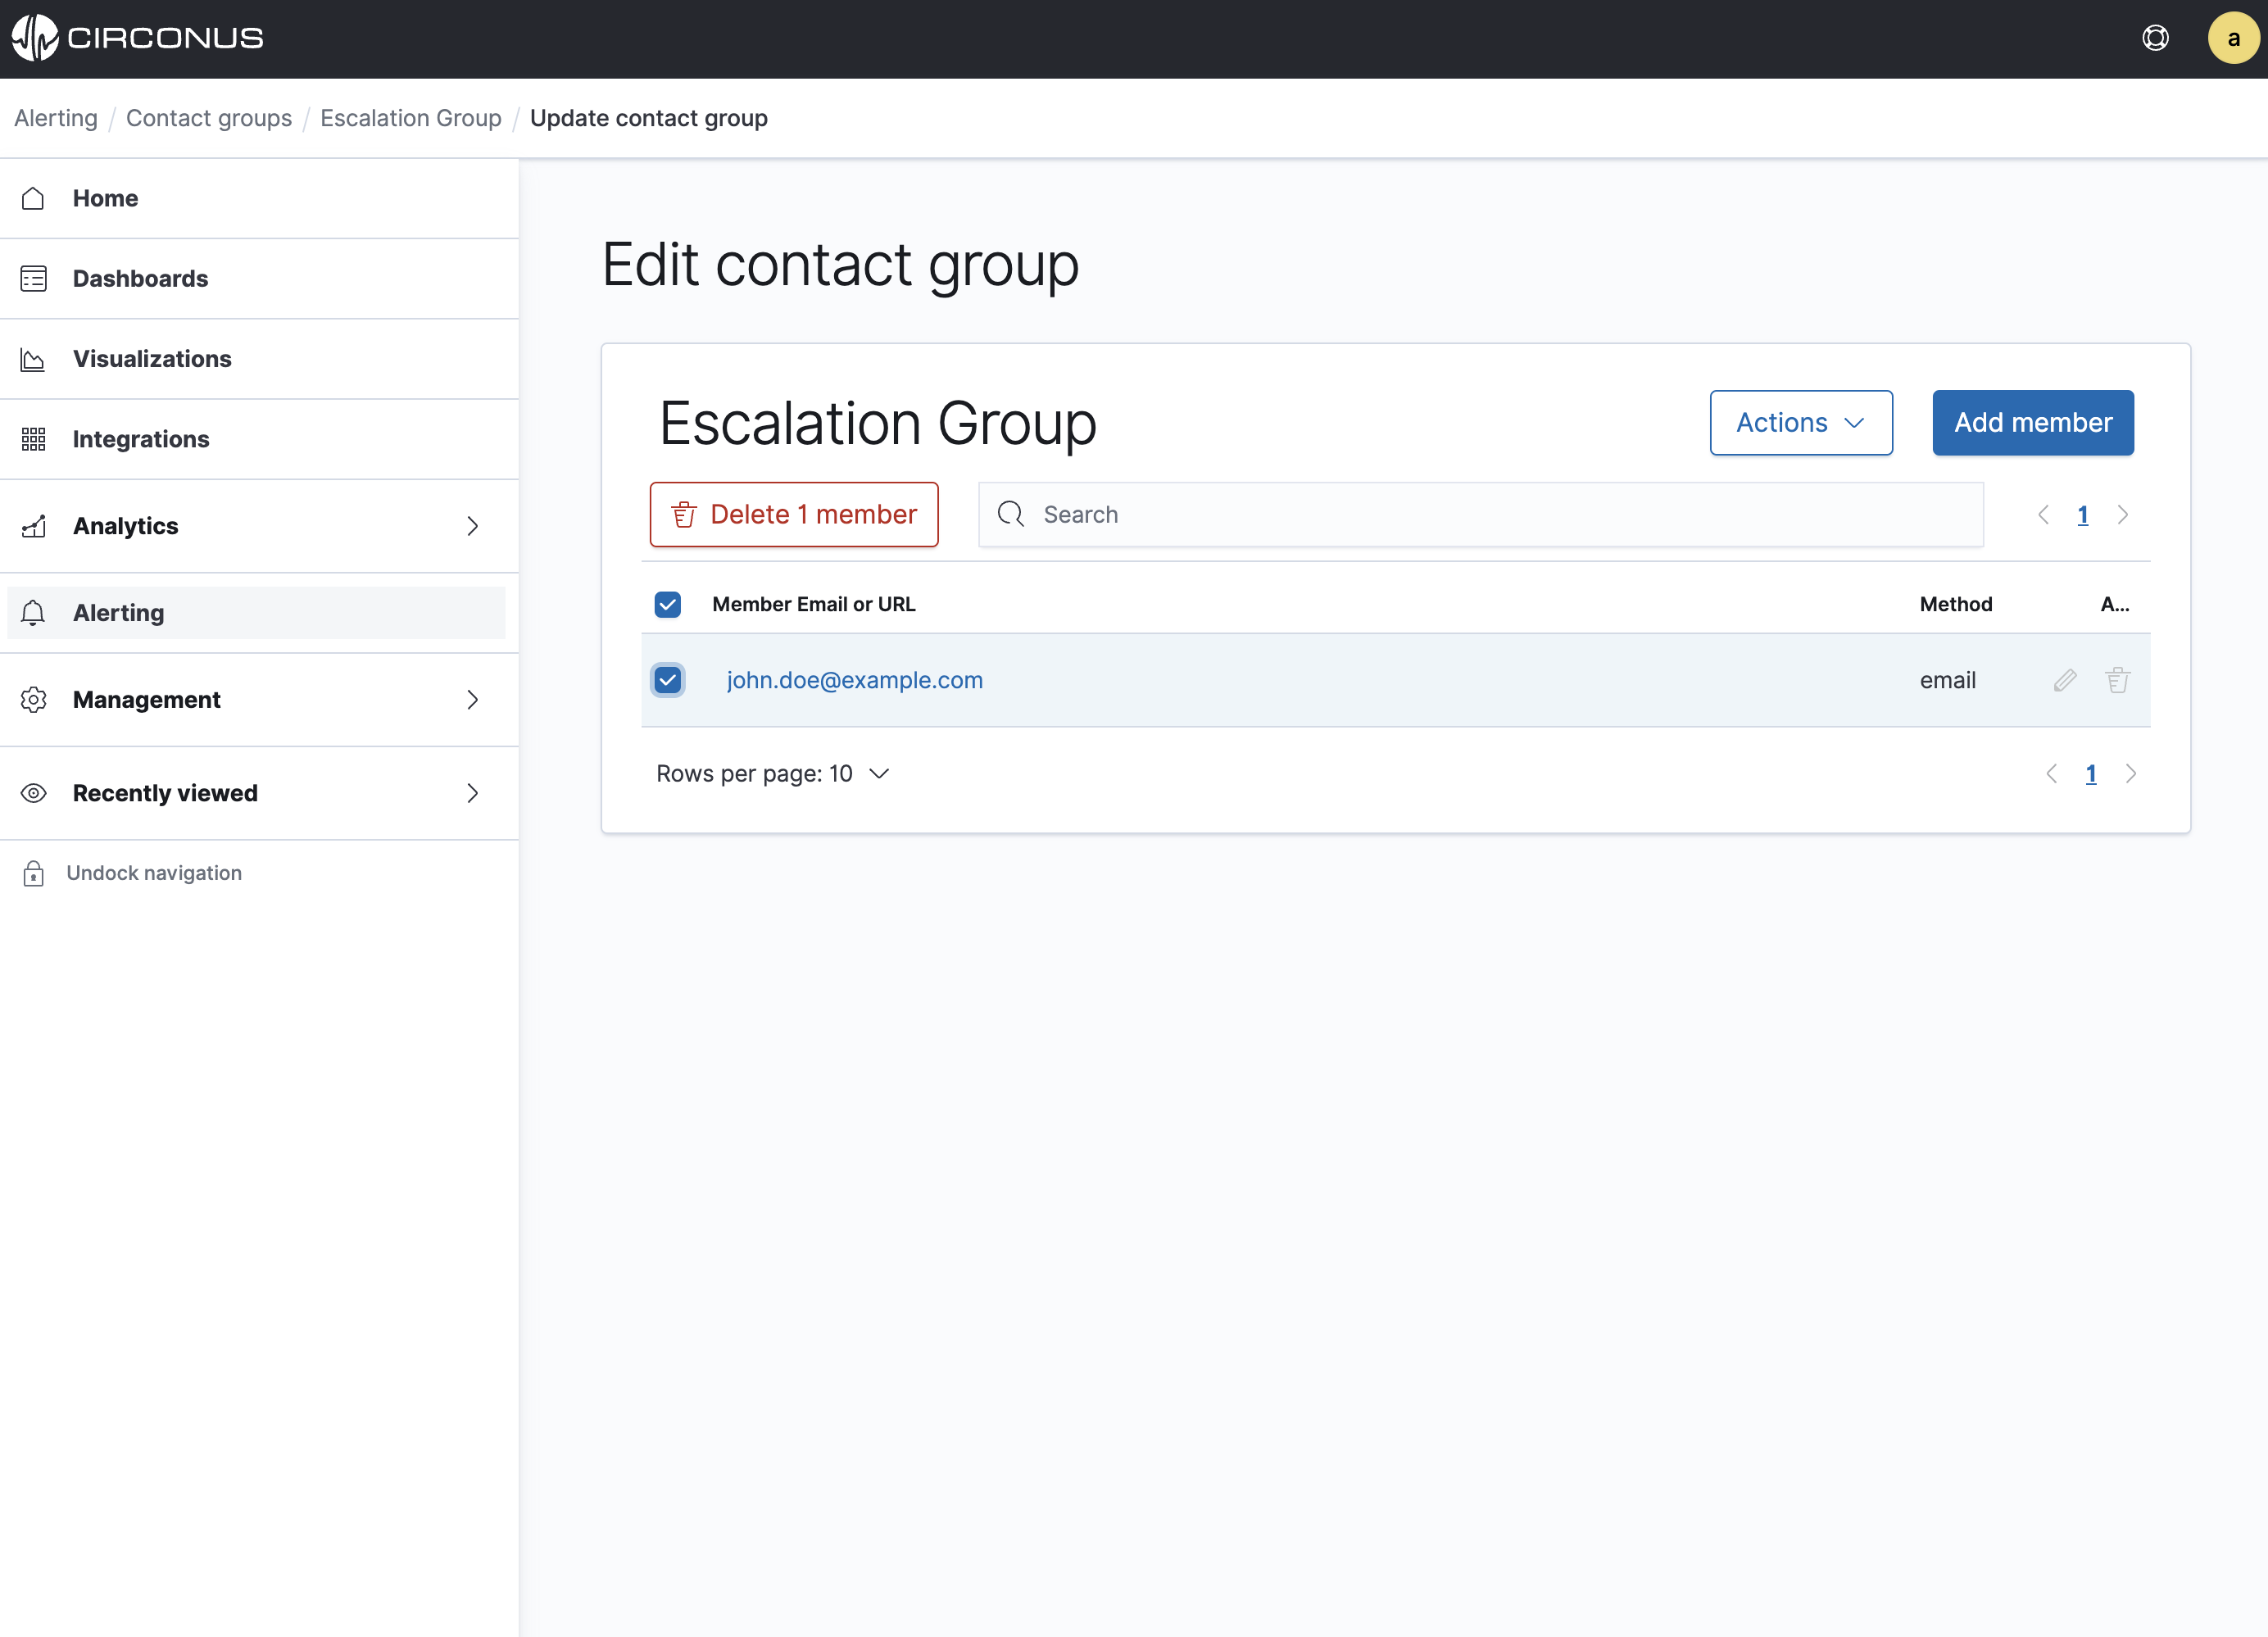 CIRCONUS
a
Alerting / Contact groups / Escalation Group / Update contact group
Home
Dashboards
Visualizations
Integrations
Analytics
Alerting
Management
Recently viewed
Undock navigation
Edit contact group
Escalation Group
Actions
Add member
Delete 1 member
Search
1
Member Email or URL Method A...
john.doe@example.com email
Rows per page: 10
1